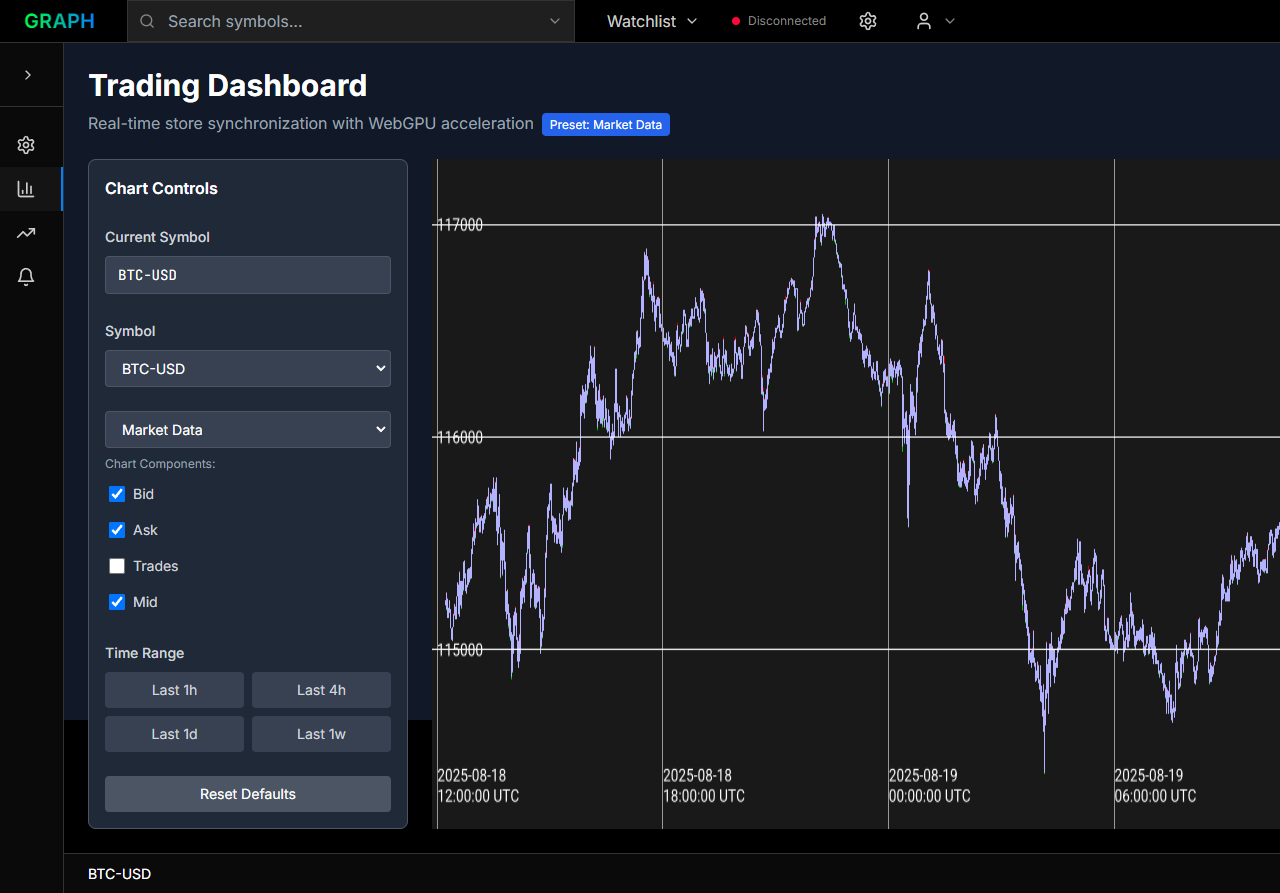 GRAPH
Search symbols...
Watchlist
Disconnected
Trading Dashboard
Real-time store synchronization with WebGPU acceleration
Preset: Market Data
Chart Controls
Current Symbol
BTC-USD
Symbol
BTC-USD
Market Data
Chart Components:
Bid
Ask
Trades
Mid
Time Range
Last 1h
Last 4h
Last 1d
Last 1w
Reset Defaults
117000
116000
115000
2025-08-18
12:00:00 UTC
2025-08-18
18:00:00 UTC
2025-08-19
00:00:00 UTC
2025-08-19
06:00:00 UTC
BTC-USD